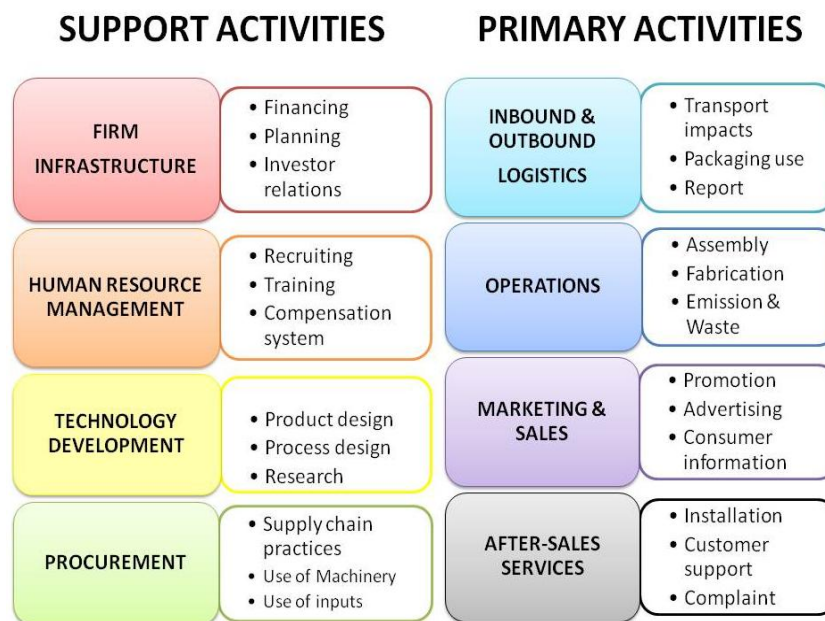 SUPPORT ACTIVITIES
FIRM
INFRASTRUCTURE
• Financing
• Planning
• Investor
relations
HUMAN RESOURCE
MANAGEMENT
• Recruiting
• Training
• Compensation
system
TECHNOLOGY
DEVELOPMENT
• Product design
• Process design
• Research
PROCUREMENT
• Supply chain
practices
• Use of Machinery
• Use of inputs
PRIMARY ACTIVITIES
INBOUND &
OUTBOUND
LOGISTICS
• Transport
impacts
• Packaging use
• Report
OPERATIONS
• Assembly
• Fabrication
• Emission &
Waste
MARKETING &
SALES
• Promotion
• Advertising
• Consumer
information
AFTER-SALES
SERVICES
• Installation
• Customer
support
• Complaint